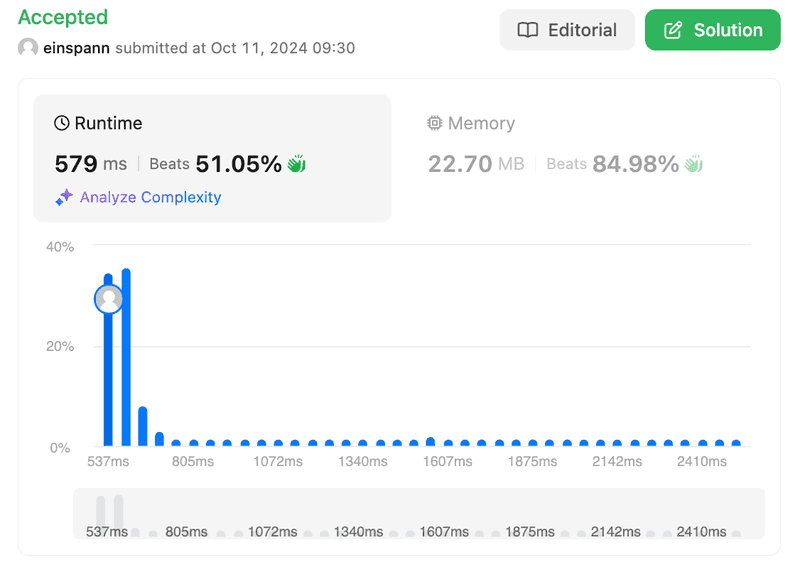 Accepted
einspann submitted at Oct 11, 2024 09:30
Editorial
Solution
Runtime
579 ms | Beats 51.05%
Analyze Complexity
Memory
22.70 MB | Beats 84.98%
40%
20%
0%
537ms 805ms 1072ms 1340ms 1607ms 1875ms 2142ms 2410ms
537ms 805ms 1072ms 1340ms 1607ms 1875ms 2142ms 2410ms